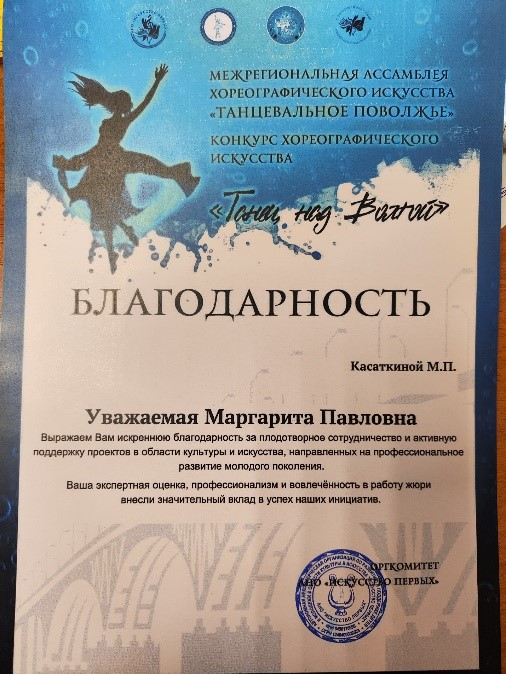 МЕЖРЕГИОНАЛЬНАЯ АССАМБЛЕЯ
ХОРЕОГРАФИЧЕСКОГО ИСКУССТВА
«ТАНЦЕВАЛЬНОЕ ПОВОЛЖЬЕ»
КОНКУРС ХОРЕОГРАФИЧЕСКОГО
ИСКУССТВА
«Танец над Волгой»
БЛАГОДАРНОСТЬ
Касаткиной М.П.
Уважаемая Маргарита Павловна
Выражаем Вам искреннюю благодарность за плодотворное сотрудничество и активную
поддержку проектов в области культуры и искусства, направленных на профессиональное
развитие молодого поколения.
Ваша экспертная оценка, профессионализм и вовлечённость в работу жюри
внесли значительный вклад в успех наших инициатив.
ОРГКОМИТЕТ
АНО «ИСКУССТВО ПЕРВЫХ»